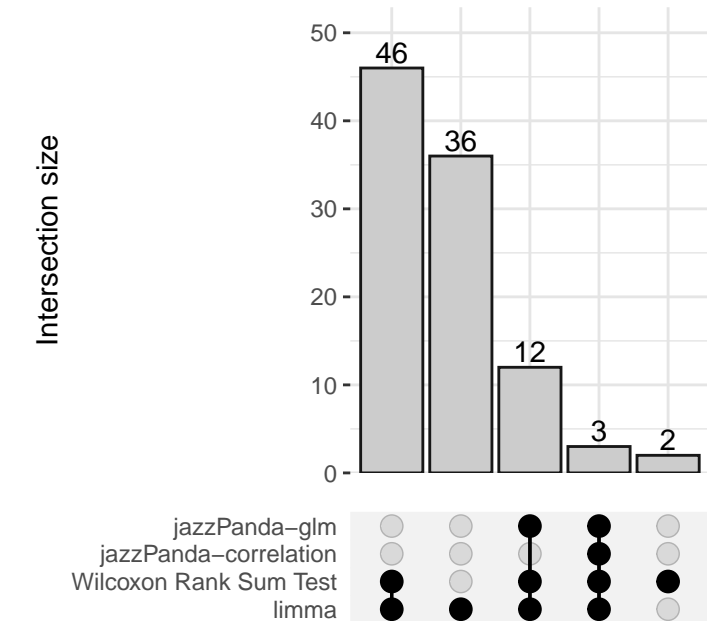 Intersection size
50
40
30
20
10
0
46
36
12
3
2
jazzPanda−glm
jazzPanda−correlation
Wilcoxon Rank Sum Test
limma